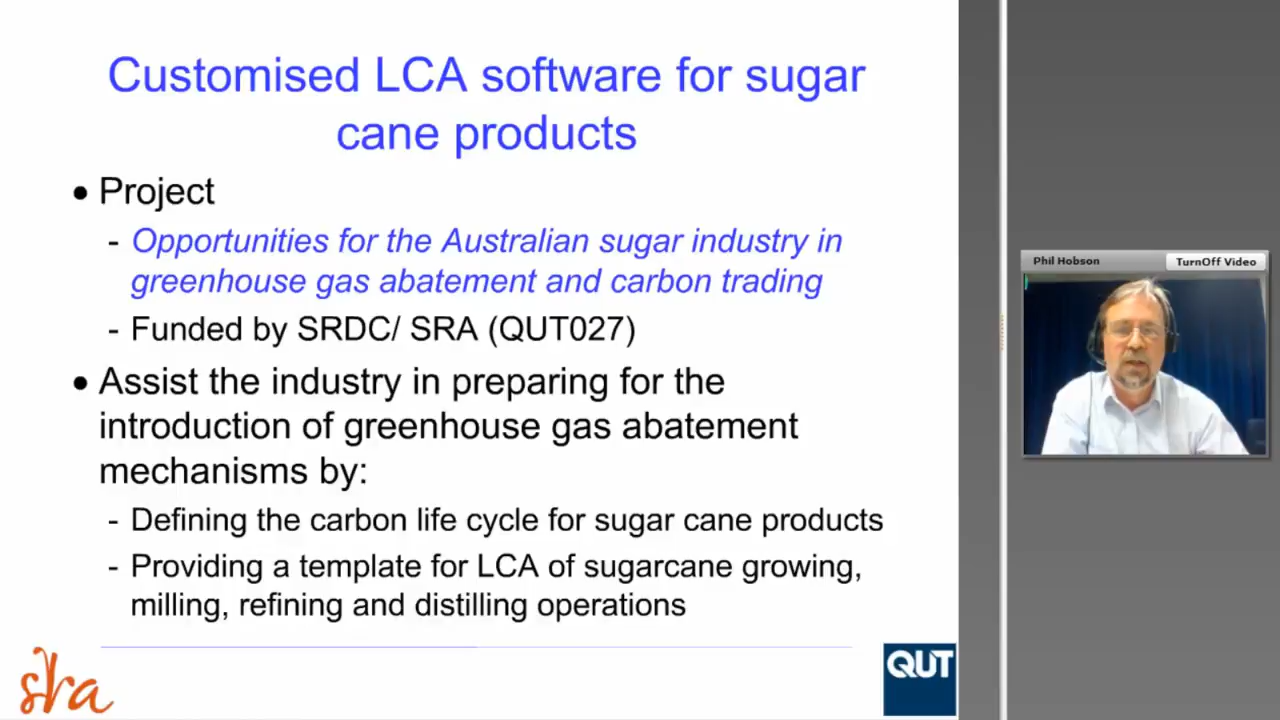 Customised LCA software for sugar
cane products
• Project
- Opportunities for the Australian sugar industry in
greenhouse gas abatement and carbon trading
- Funded by SRDC/ SRA (QUT027)
• Assist the industry in preparing for the
introduction of greenhouse gas abatement
mechanisms by:
- Defining the carbon life cycle for sugar cane products
- Providing a template for LCA of sugarcane growing,
milling, refining and distilling operations
sra
QUT
Phil Hobson
TurnOff Video